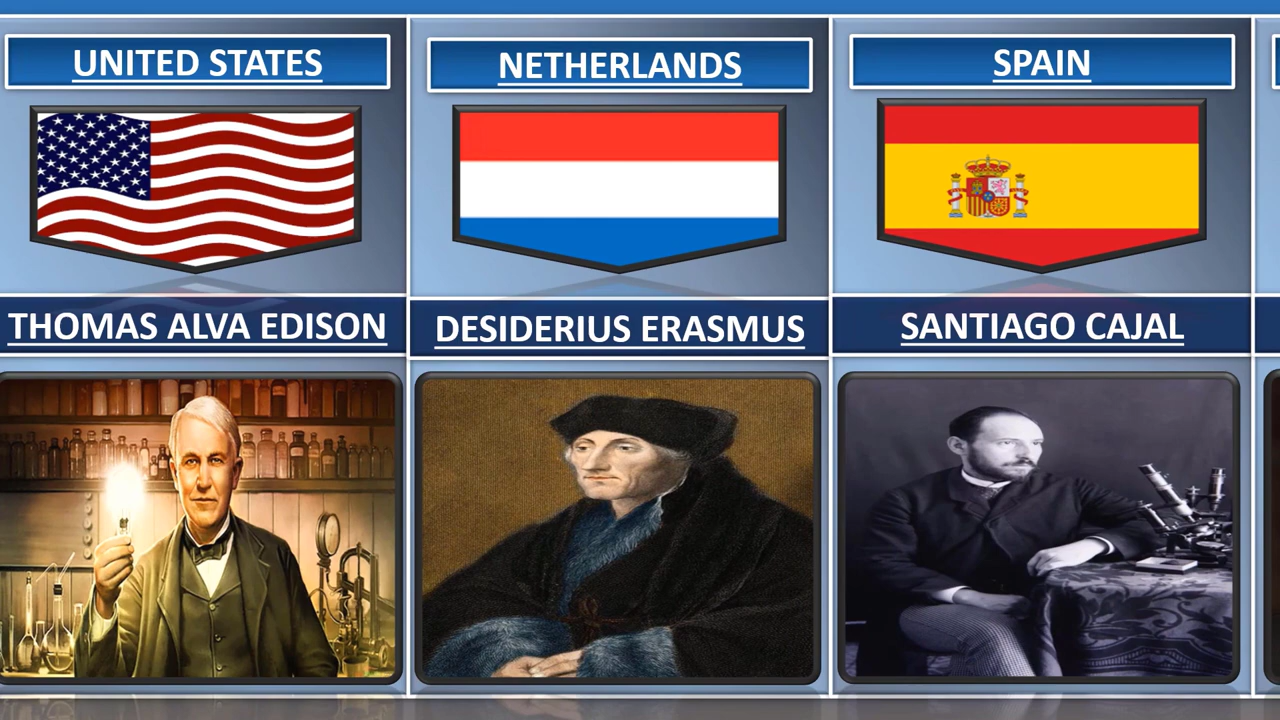 UNITED STATES
NETHERLANDS
SPAIN
THOMAS ALVA EDISON
DESIDERIUS ERASMUS
SANTIAGO CAJAL